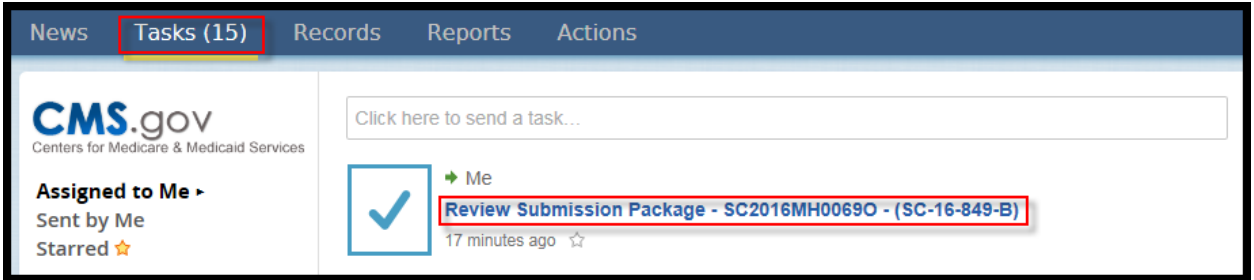 News Tasks (15) Records Reports Actions
CMS.gov
Centers for Medicare & Medicaid Services
Assigned to Me
Sent by Me
Starred
Click here to send a task...
Me
Review Submission Package - SC2016MH0069O - (SC-16-849-B)
17 minutes ago